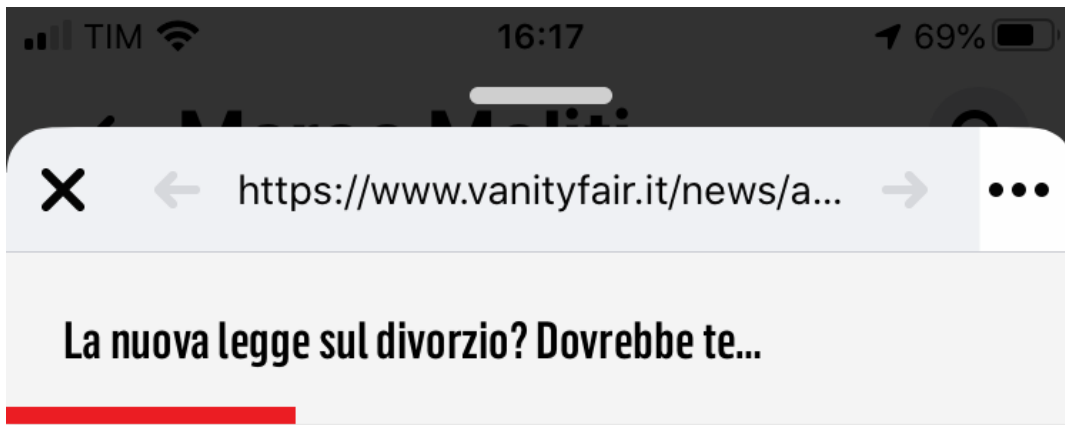 TIM 16:17 69%
https://www.vanityfair.it/news/a...
La nuova legge sul divorzio? Dovrebbe te...